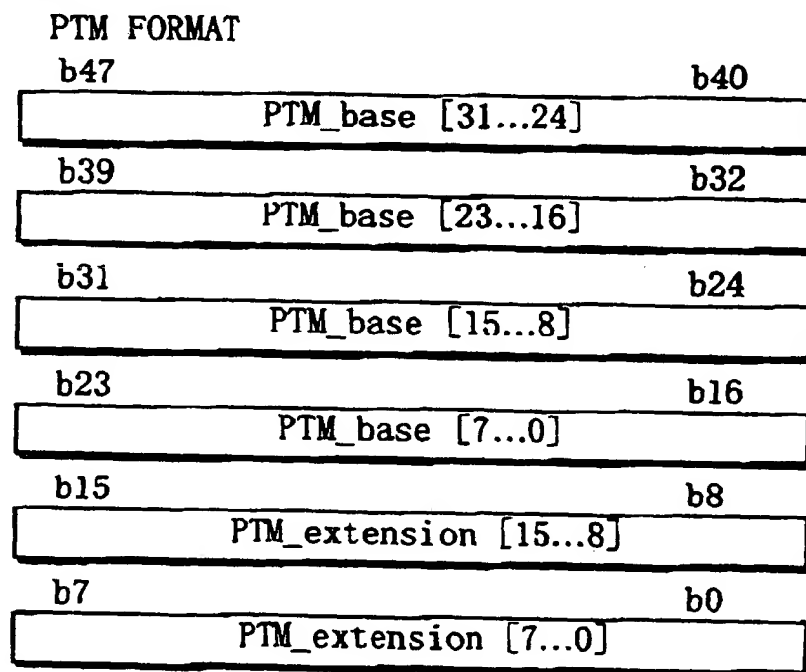 PTM FORMAT
b47 b40
PTM_base [31...24]
b39 b32
PTM_base [23...16]
b31 b24
PTM_base [15...8]
b23 b16
PTM_base [7...0]
b15 b8
PTM_extension [15...8]
b7 b0
PTM_extension [7...0]